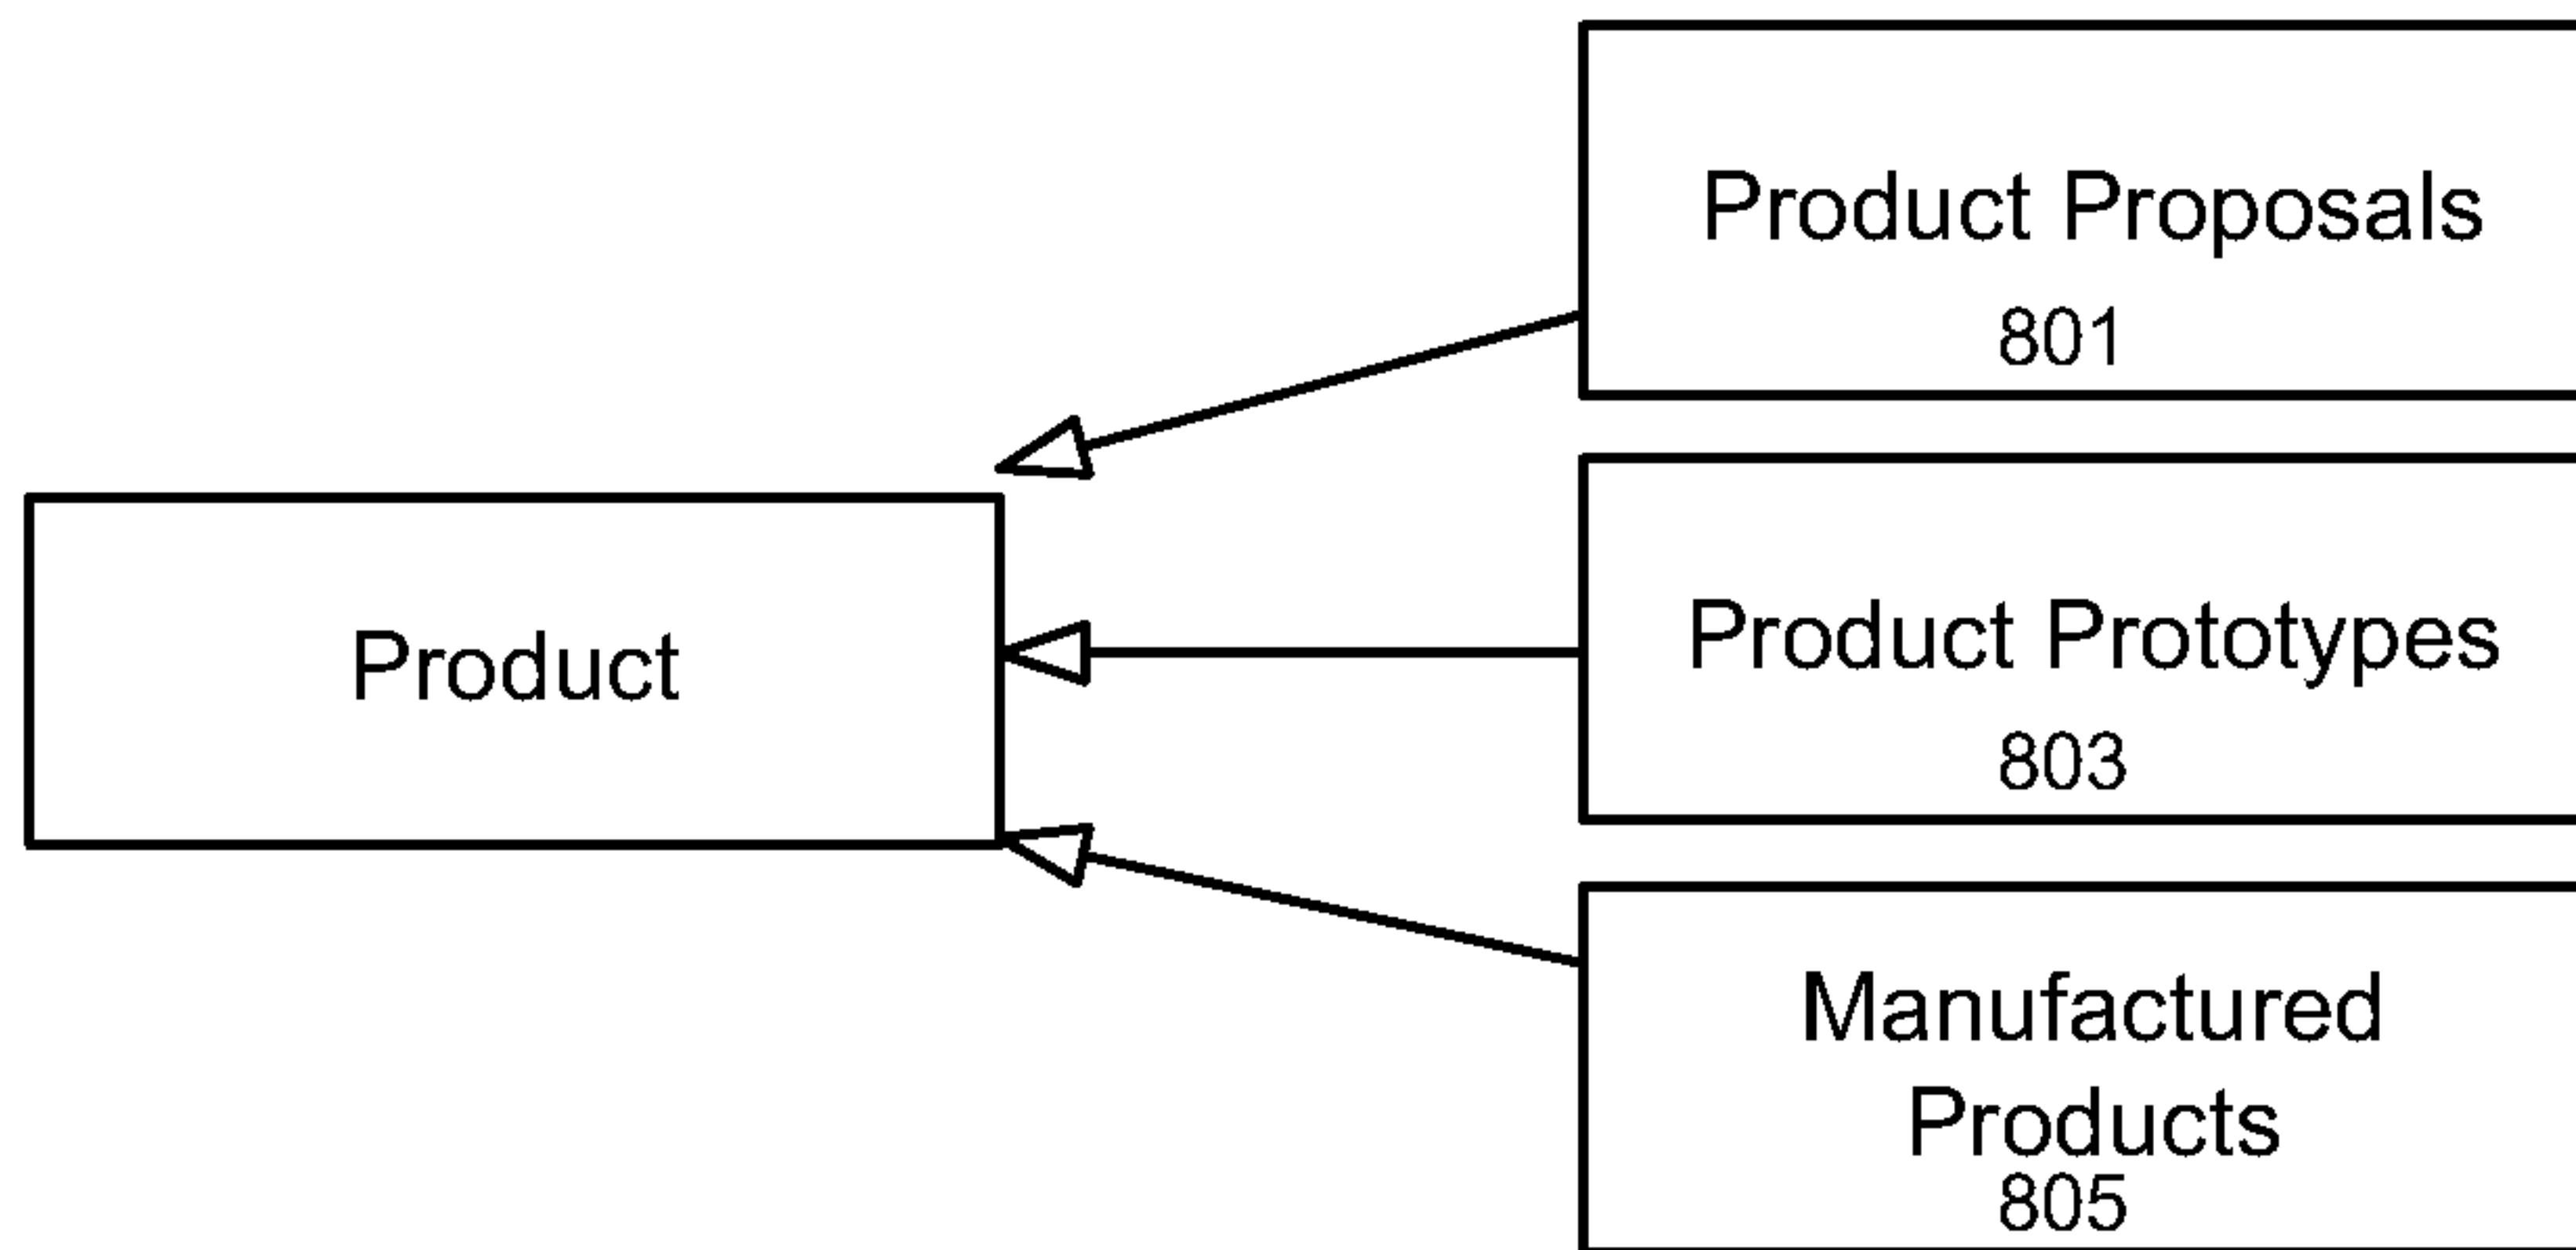 Product
Product Proposals
801
Product Prototypes
803
Manufactured
Products
805